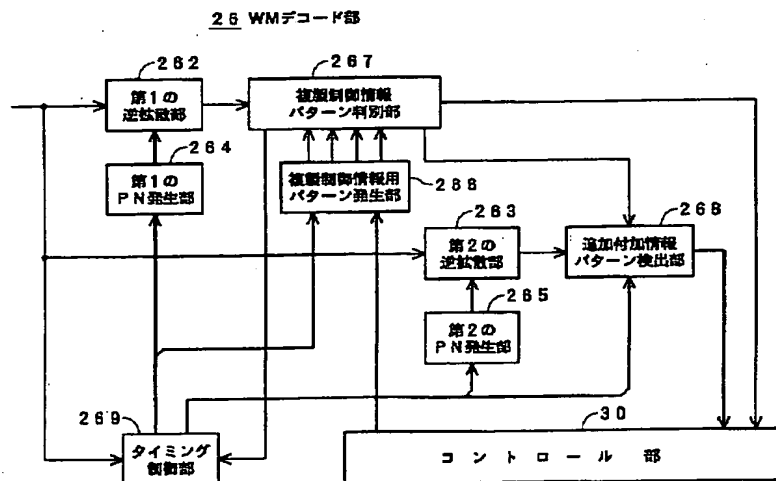 26 WMデコード部
262
第1の
逆拡散部
267
複製制御情報
パターン判別部
264
第1の
PN発生部
複製制御情報用
パターン発生部
266
263
第2の
逆拡散部
268
追加付加情報
パターン検出部
265
第2の
PN発生部
269
タイミング
制御部
30
コントロール部